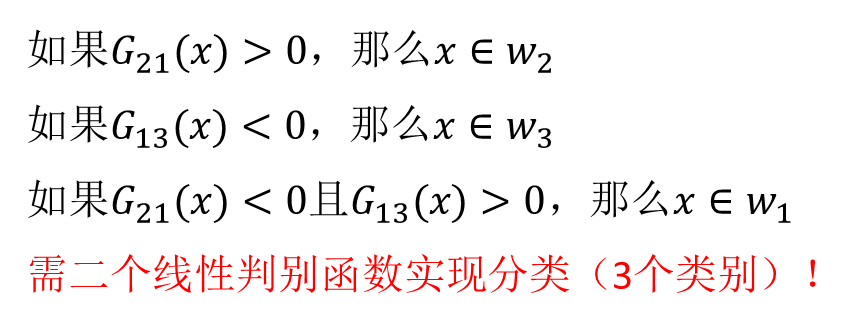 如果G₂₁(x) > 0，那么x ∈ w₂
如果G₁₃(x) < 0，那么x ∈ w₃
如果G₂₁(x) < 0且G₁₃(x) > 0，那么x ∈ w₁
需二个线性判别函数实现分类（3个类别）！